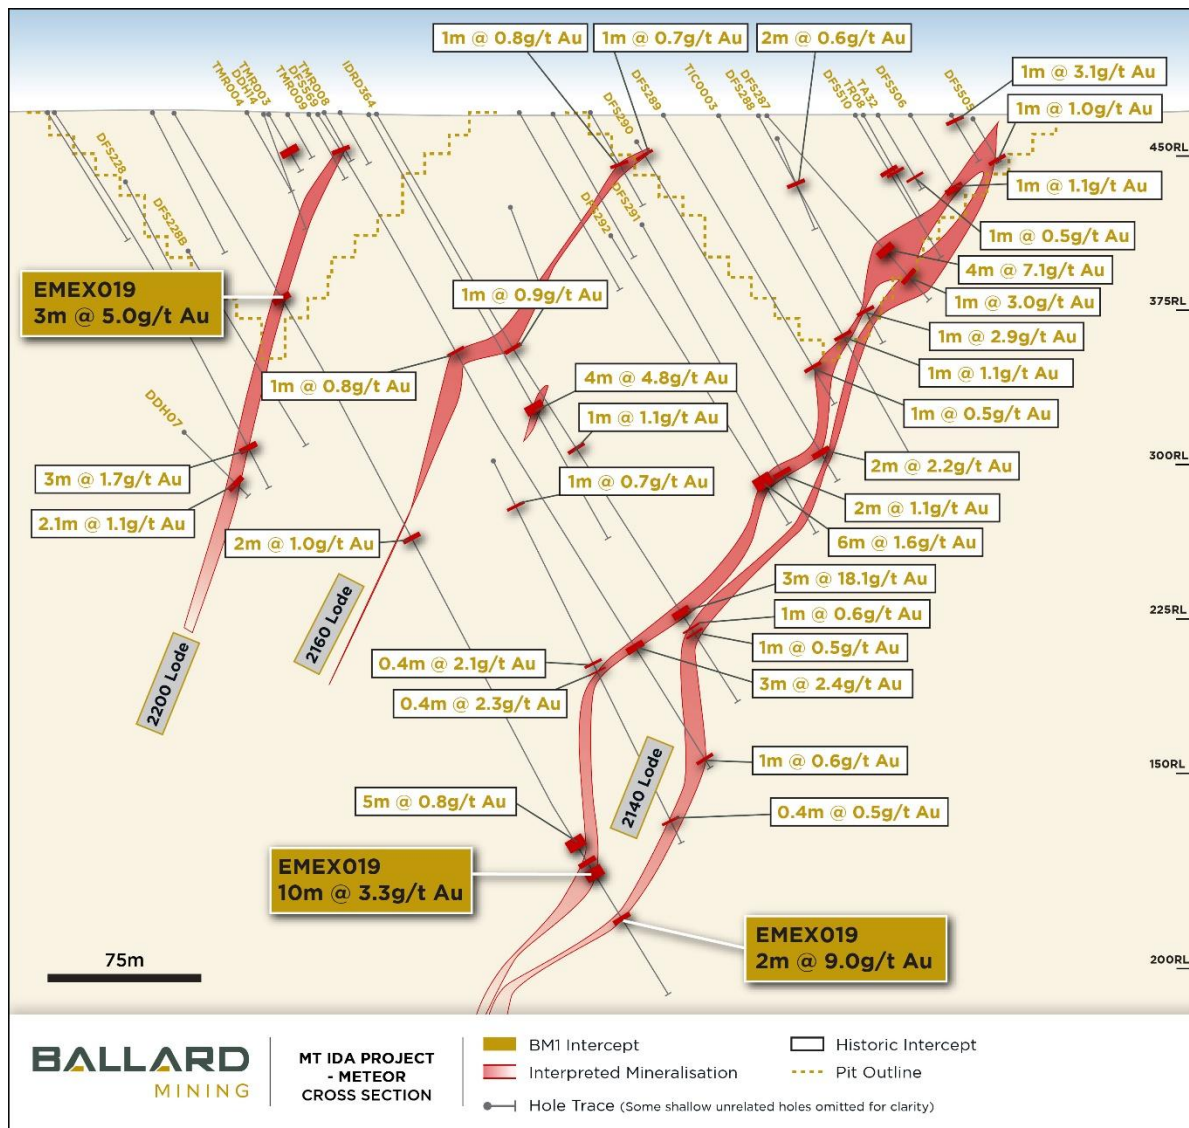 1m @ 0.8g/t Au
1m @ 0.7g/t Au
2m @ 0.6g/t Au
1m @ 3.1g/t Au
1m @ 1.0g/t Au
TMR004
DDH14
TMR003
TMR009
DFS569
TMR008
IDRD364
DFS290
DFS289
TIC0003
DFS288
DFS287
DFS510
TR08
TA32
DFS506
DFS505
450RL
DFS228
DFS228B
DFS292
DFS291
1m @ 1.1g/t Au
1m @ 0.5g/t Au
4m @ 7.1g/t Au
EMEX019
3m @ 5.0g/t Au
1m @ 0.9g/t Au
1m @ 3.0g/t Au
375RL
1m @ 2.9g/t Au
1m @ 0.8g/t Au
4m @ 4.8g/t Au
1m @ 1.1g/t Au
DDH07
1m @ 1.1g/t Au
1m @ 0.5g/t Au
3m @ 1.7g/t Au
1m @ 0.7g/t Au
2m @ 2.2g/t Au
300RL
2.1m @ 1.1g/t Au
2m @ 1.0g/t Au
2m @ 1.1g/t Au
6m @ 1.6g/t Au
3m @ 18.1g/t Au
2160 Lode
1m @ 0.6g/t Au
225RL
2200 Lode
0.4m @ 2.1g/t Au
1m @ 0.5g/t Au
0.4m @ 2.3g/t Au
3m @ 2.4g/t Au
1m @ 0.6g/t Au
150RL
2140 Lode
5m @ 0.8g/t Au
0.4m @ 0.5g/t Au
EMEX019
10m @ 3.3g/t Au
EMEX019
2m @ 9.0g/t Au
75m
200RL
BALLARD
MINING
MT IDA PROJECT
- METEOR
CROSS SECTION
BM1 Intercept
Historic Intercept
Interpreted Mineralisation
Pit Outline
Hole Trace (Some shallow unrelated holes omitted for clarity)